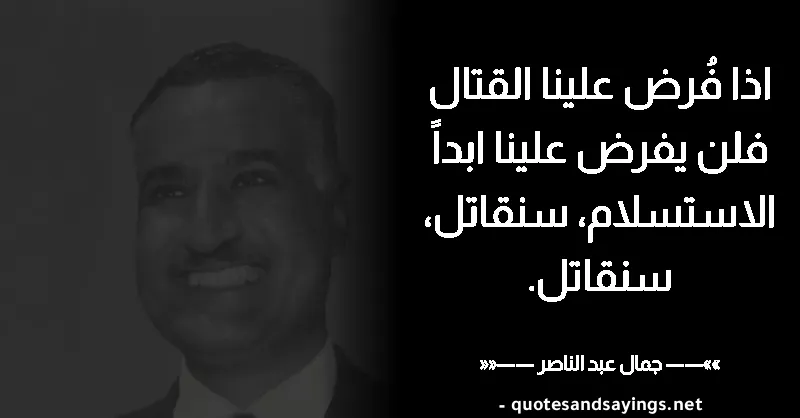 اذا فُرض علينا القتال
فلن يفرض علينا ابداً
الاستسلام، سنقاتل،
سنقاتل.
»»—— جمال عبد الناصر ——««
- quotesandsayings.net